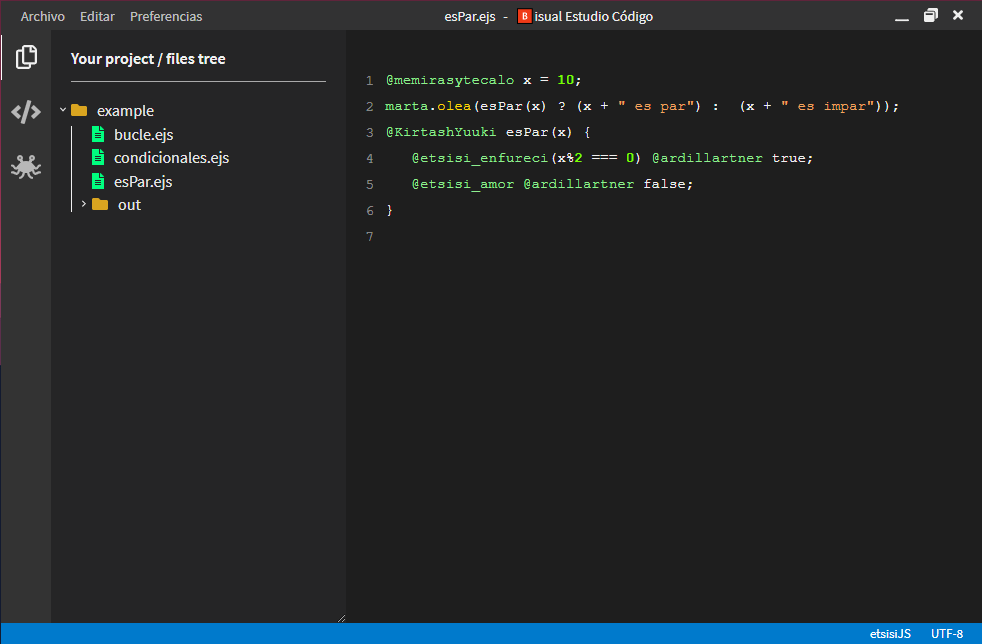 Archivo Editar Preferencias esPar.ejs - B isual Estudio Código
Your project / files tree
example
bucle.ejs
condicionales.ejs
esPar.ejs
out
1 @memirasytecalo x = 10;
2 marta.olea(esPar(x) ? (x + " es par") : (x + " es impar"));
3 @KirtashYuuki esPar(x) {
4 @etsisi_enfureci(x%2 === 0) @ardillartner true;
5 @etsisi_amor @ardillartner false;
6 }
7
etsisiJS UTF-8